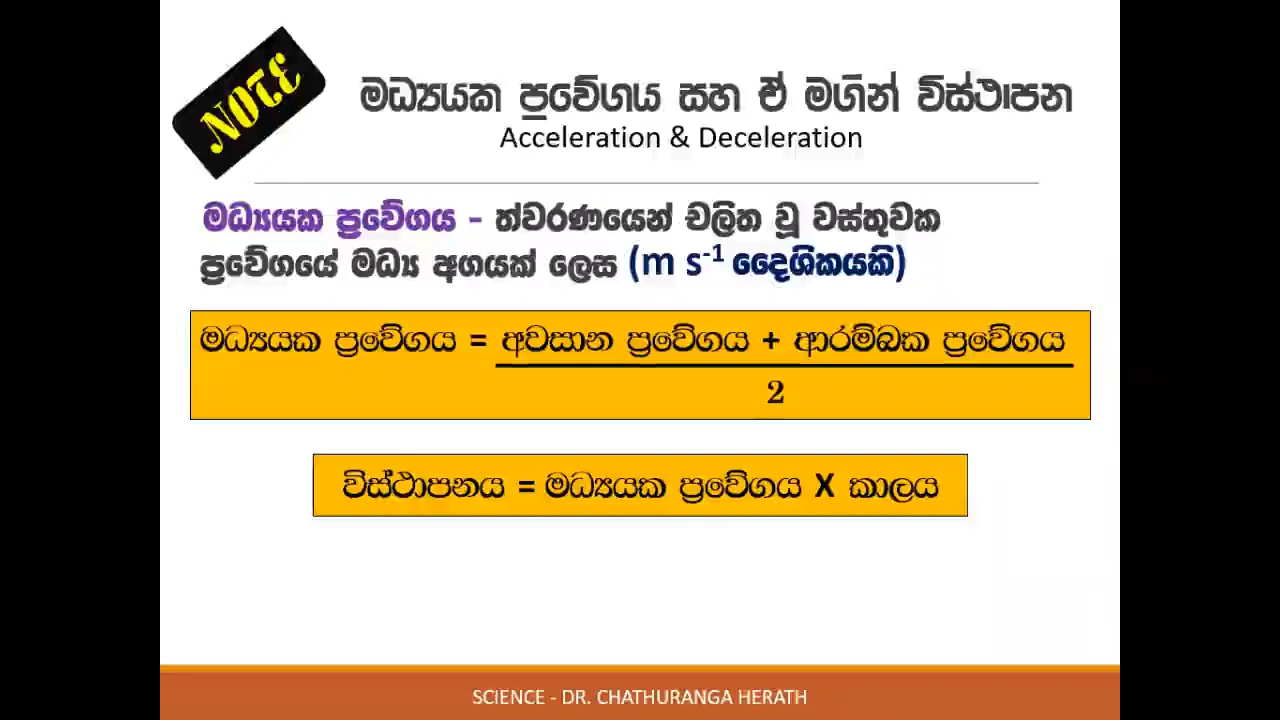 NOTE
මධ්‍යයක ප්‍රවේගය සහ ඒ මගින් විස්ථාපන
Acceleration & Deceleration
මධ්‍යයක ප්‍රවේගය - ත්වරණයෙන් චලිත වූ වස්තුවක
ප්‍රවේගයේ මධ්‍ය අගයක් ලෙස (m s⁻¹ දෛශිකයකි)
මධ්‍යයක ප්‍රවේගය = අවසාන ප්‍රවේගය + ආරම්බක ප්‍රවේගය
2
විස්ථාපනය = මධ්‍යයක ප්‍රවේගය X කාලය
SCIENCE - DR. CHATHURANGA HERATH